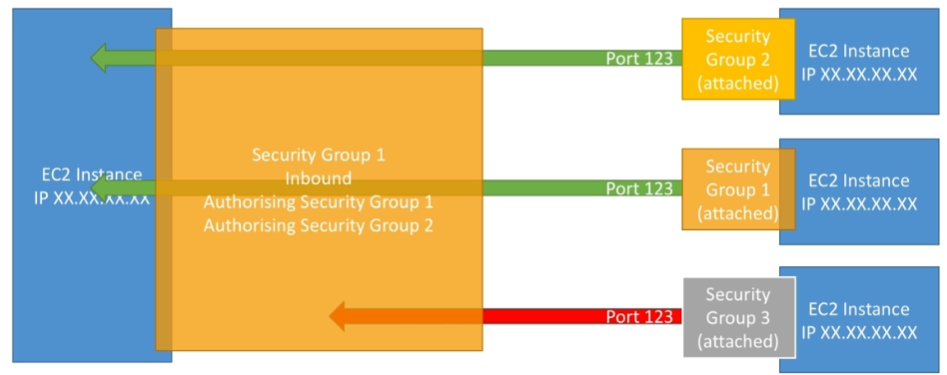 EC2 Instance
IP XX.XX.XX.XX
Security Group 1
Inbound
Authorising Security Group 1
Authorising Security Group 2
Port 123
Security
Group 2
(attached)
EC2 Instance
IP XX.XX.XX.XX
Port 123
Security
Group 1
(attached)
EC2 Instance
IP XX.XX.XX.XX
Port 123
Security
Group 3
(attached)
EC2 Instance
IP XX.XX.XX.XX